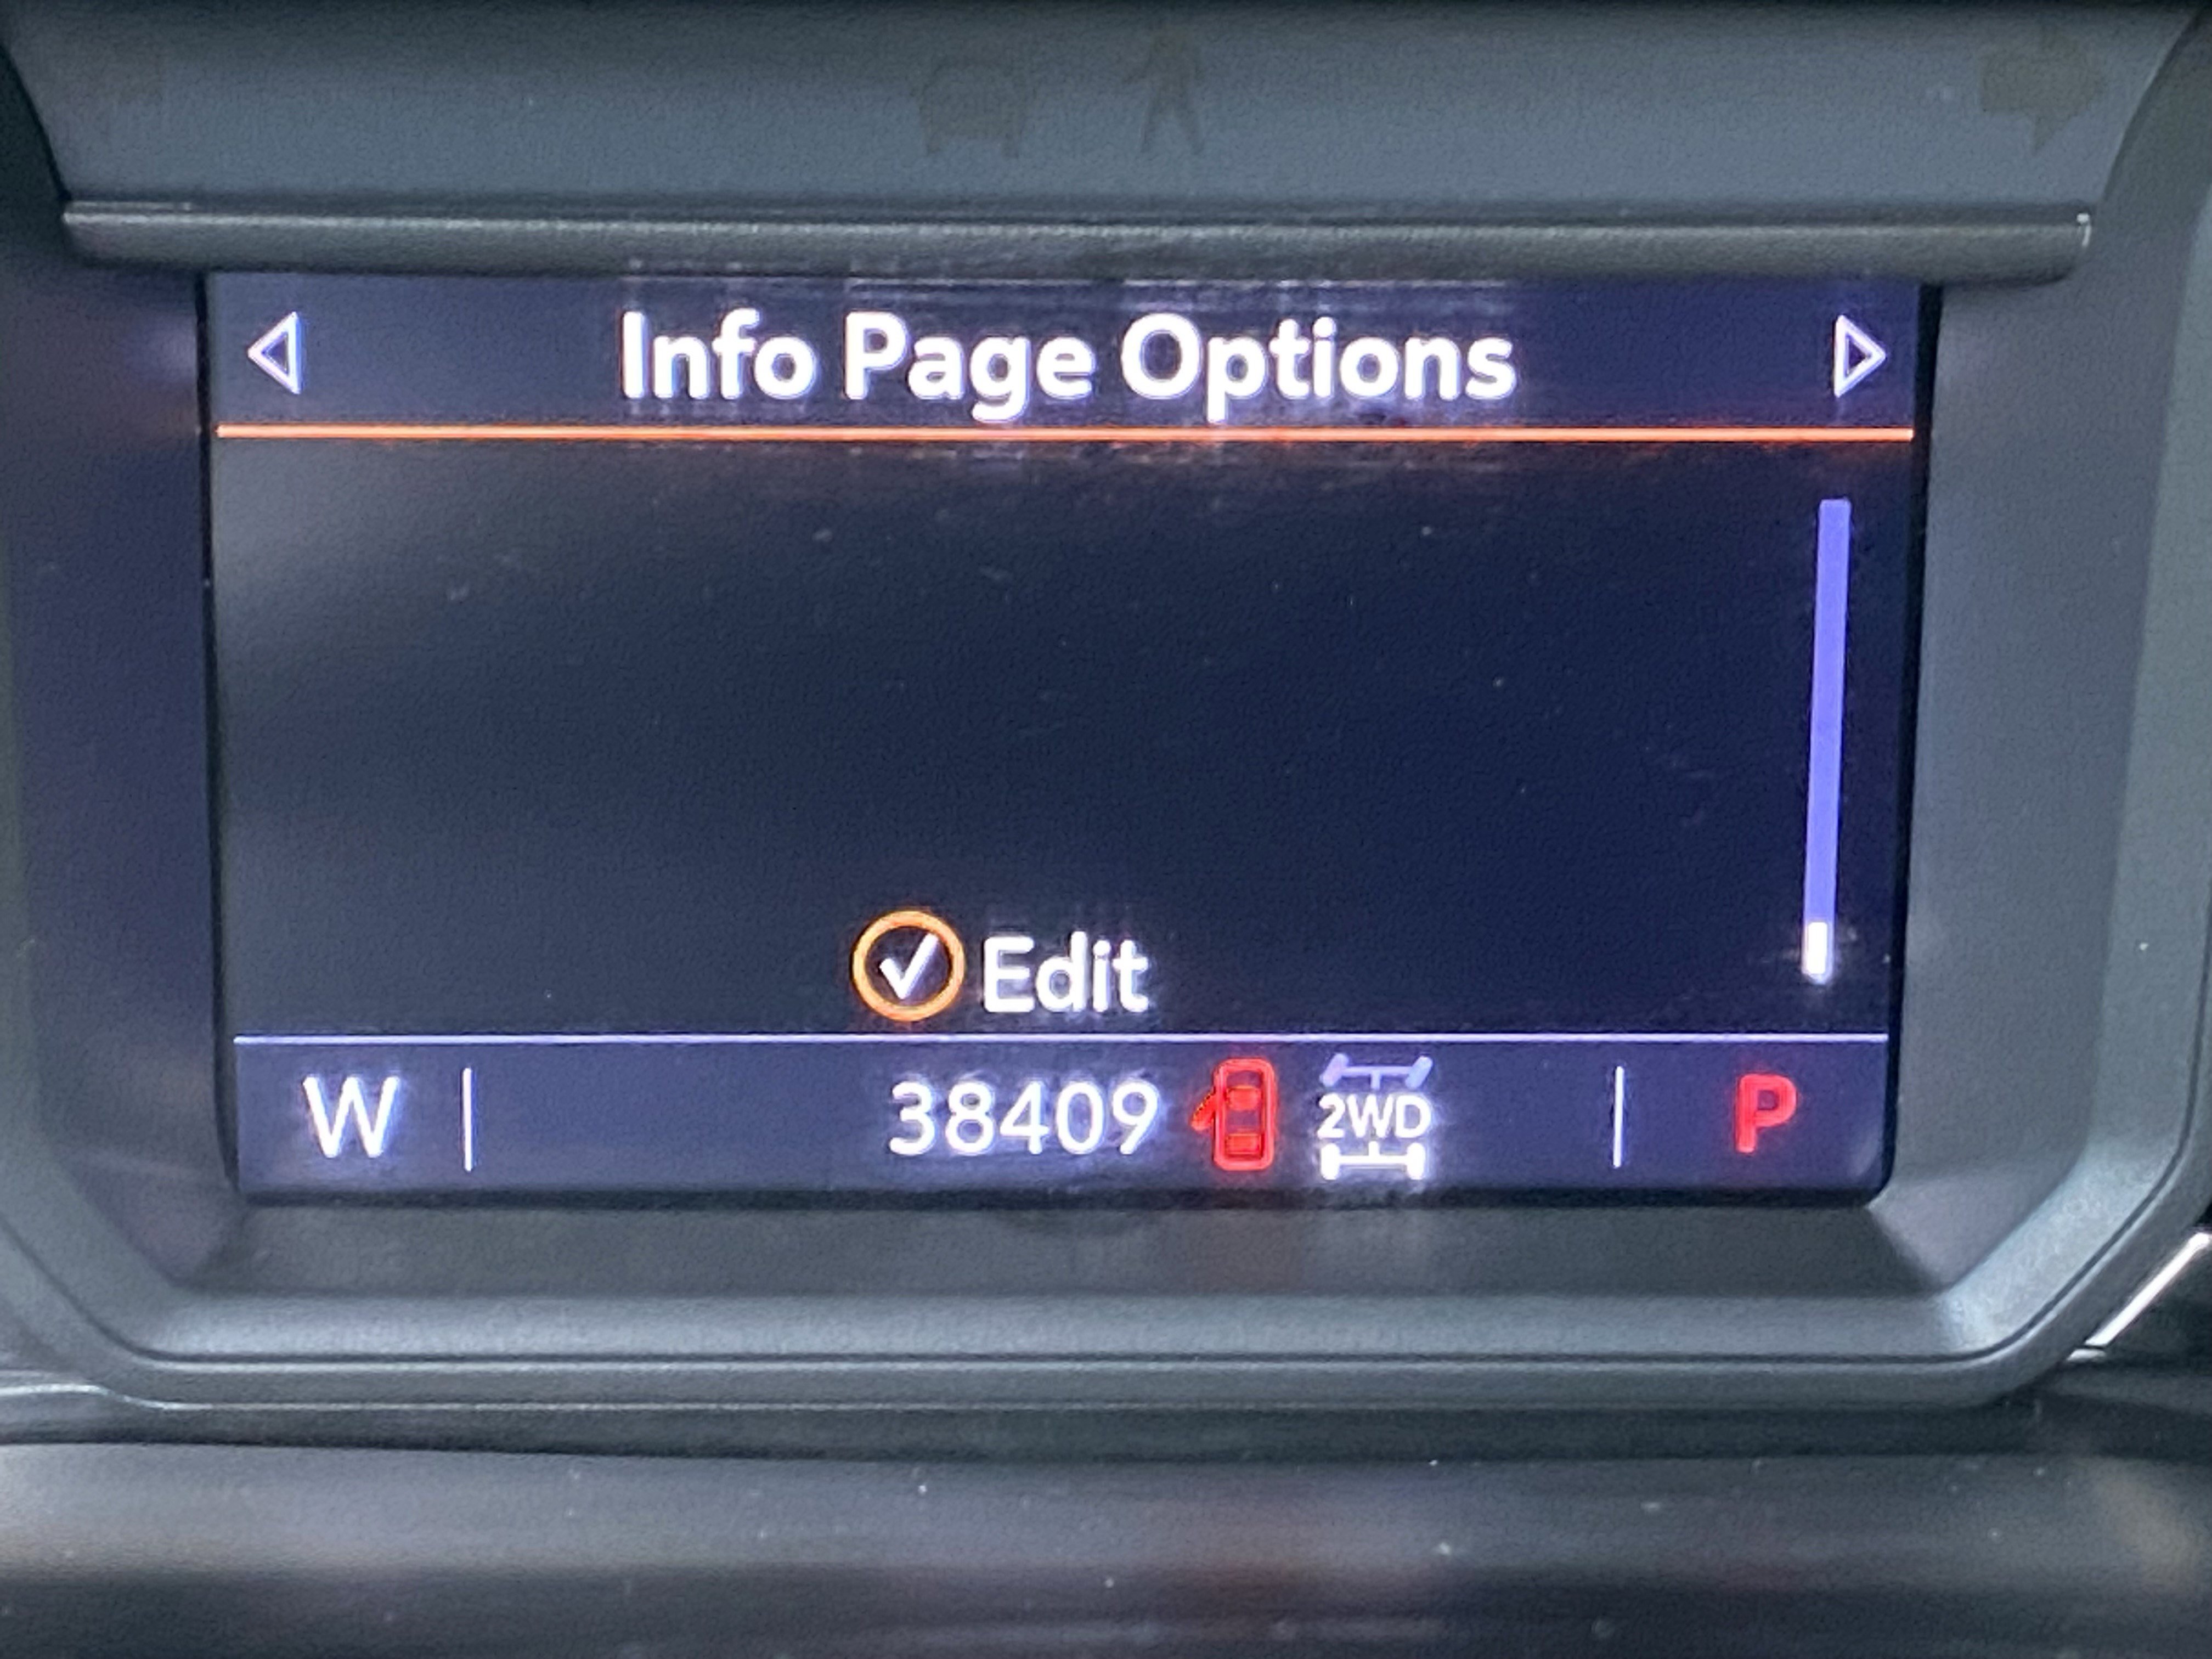 Info Page Options
Edit
W 38409 2WD P